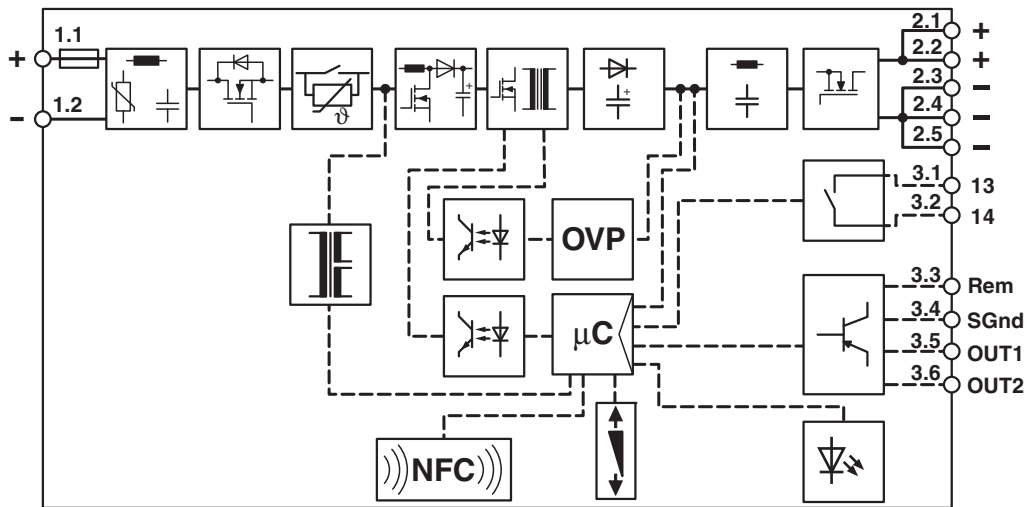 + 1.1
- 1.2
ϑ
+
+
2.1 +
2.2 +
2.3 -
2.4 -
2.5 -
3.1 13
3.2 14
OVP
μC
3.3 Rem
3.4 SGnd
3.5 OUT1
3.6 OUT2
NFC